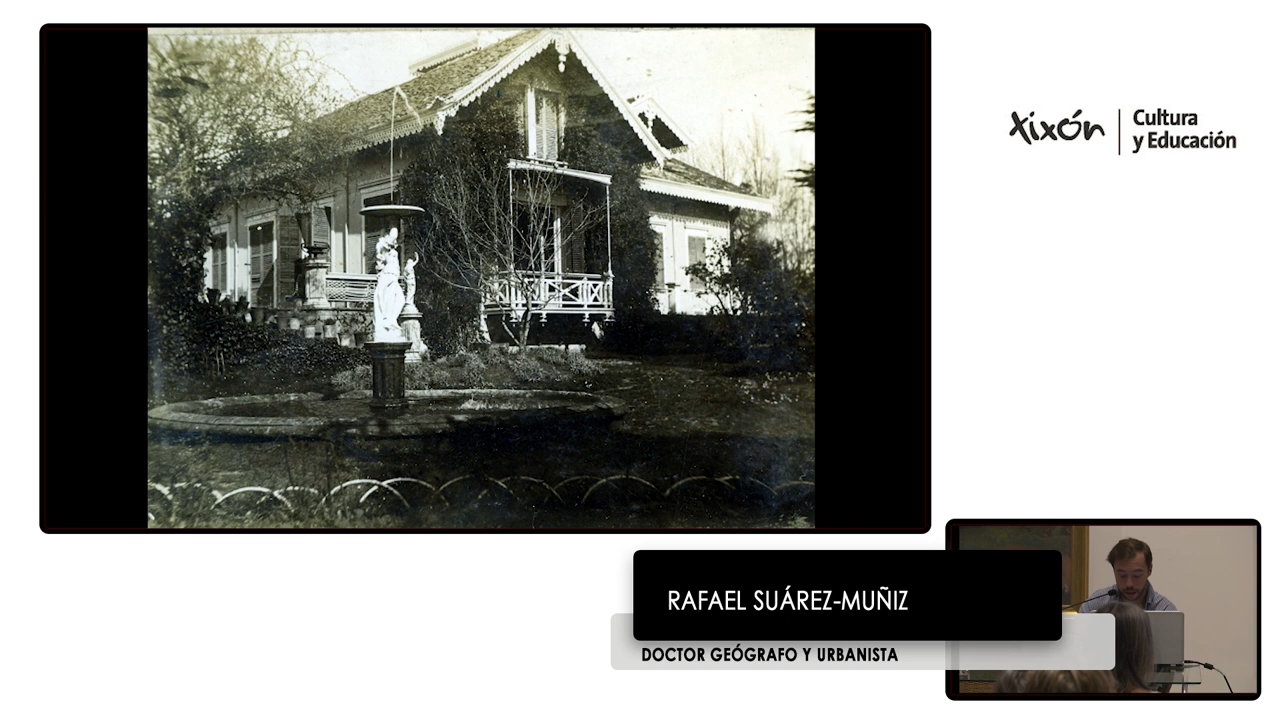 Xixón
Cultura
y Educación
RAFAEL SUÁREZ-MUÑIZ
DOCTOR GEÓGRAFO Y URBANISTA